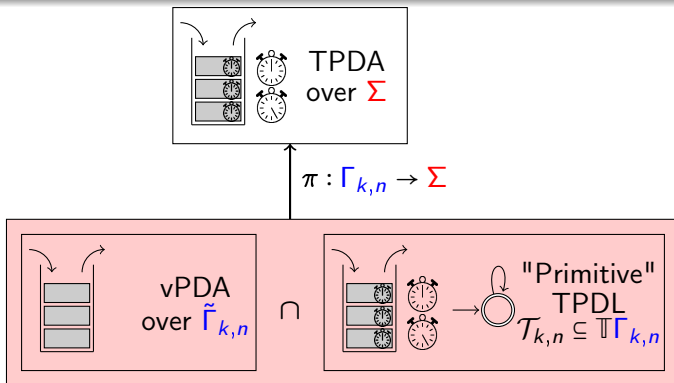 TPDA
over Σ
π : Γ_{k,n} → Σ
vPDA
over Γ̃_{k,n}
∩
"Primitive"
TPDL
𝒯_{k,n} ⊆ 𝕋Γ_{k,n}